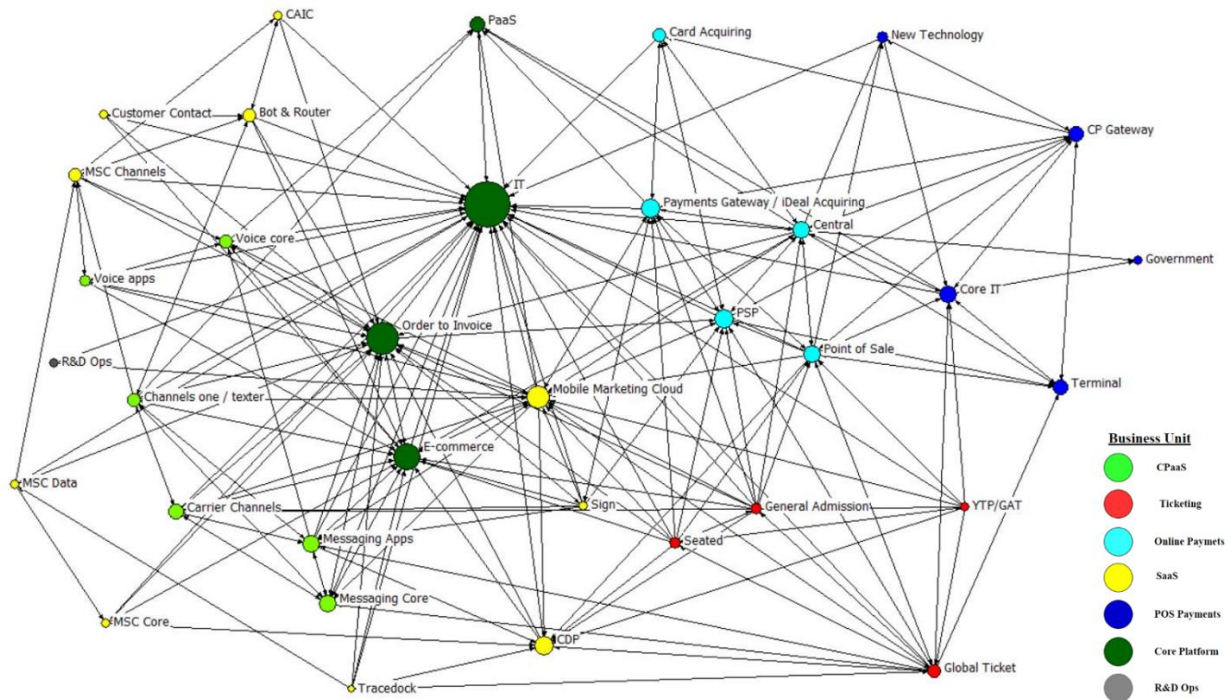 CAIC
PaaS
Card Acquiring
New Technology
Customer Contact
Bot & Router
CP Gateway
MSC Channels
IT
Payments Gateway / iDeal Acquiring
Central
Voice core
Government
Voice apps
Core IT
Order to Invoice
PSP
Point of Sale
R&D Ops
Mobile Marketing Cloud
Terminal
Channels one / texter
E-commerce
MSC Data
Carrier Channels
Sign
General Admission
YTP/GAT
Messaging Apps
Seated
Messaging Core
MSC Core
CDP
Global Ticket
Tracedock
Business Unit
CPaaS
Ticketing
Online Paymets
SaaS
POS Payments
Core Platform
R&D Ops